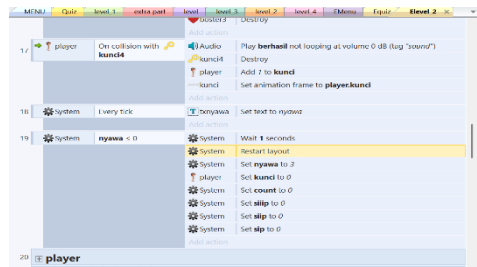 MENU Quiz level 1 extra part level level 3 level 2 level 4 EMenu Equiz Elevel 2 ×
buster3 Destroy
Add action
17 player On collision with kunci4 Audio Play berhasil not looping at volume 0 dB (tag "sound")
kunci4 Destroy
player Add 1 to kunci
kunci Set animation frame to player.kunci
Add action
18 System Every tick T txnyawa Set text to nyawa
Add action
19 System nyawa ≤ 0 System Wait 1 seconds
System Restart layout
System Set nyawa to 3
player Set kunci to 0
System Set count to 0
System Set siiip to 0
System Set siip to 0
System Set sip to 0
Add action
20 player